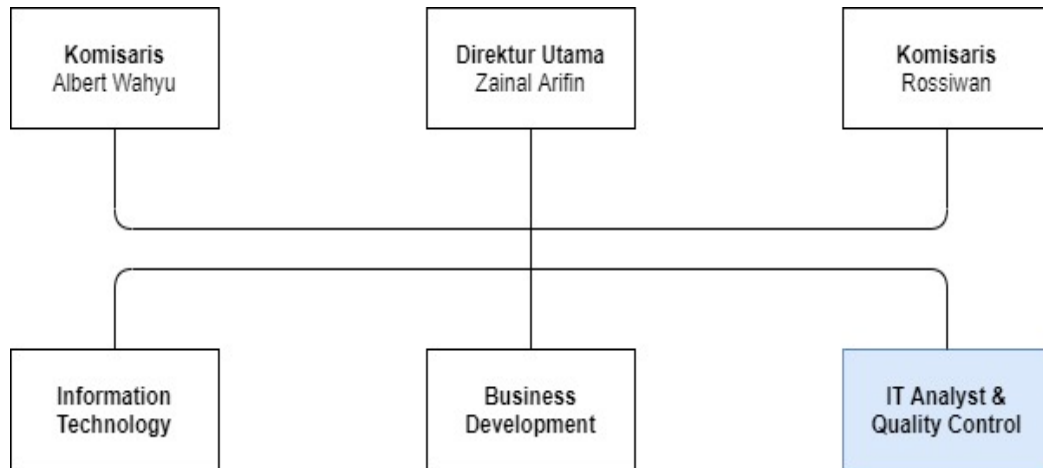 Komisaris
Albert Wahyu
Direktur Utama
Zainal Arifin
Komisaris
Rossiwan
Information
Technology
Business
Development
IT Analyst &
Quality Control